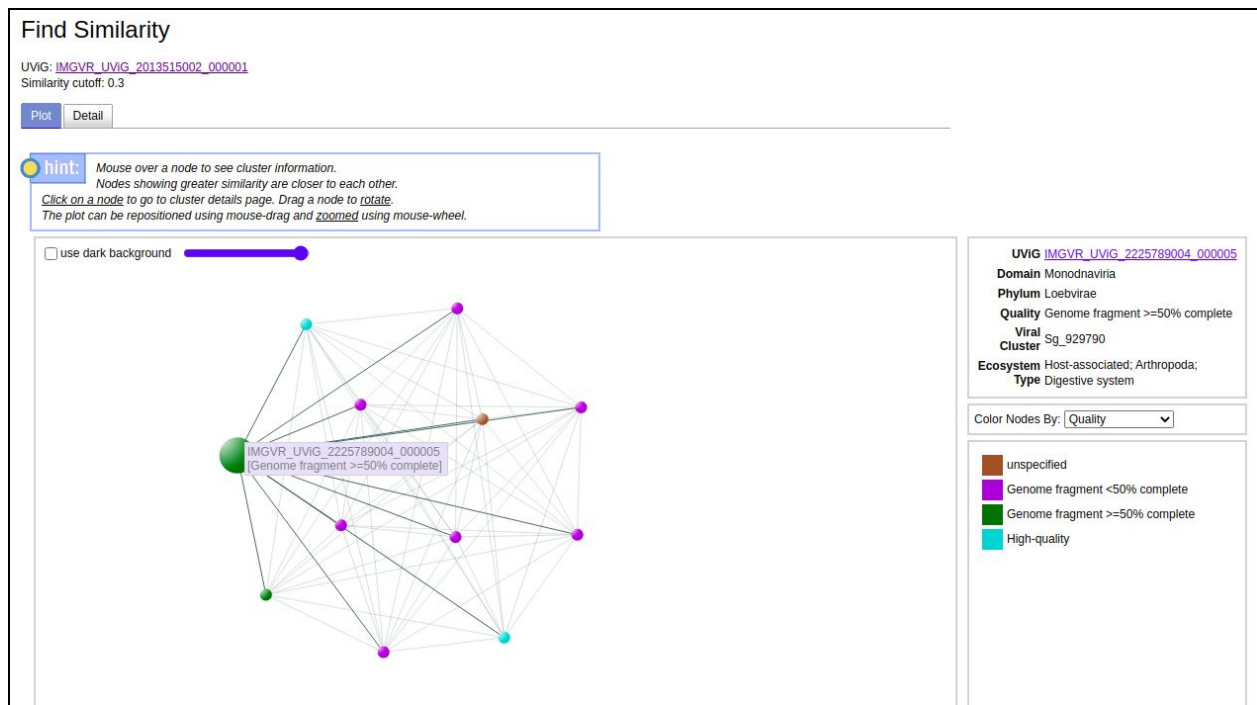 Find Similarity
UViG: IMGVR_UViG_2013515002_000001
Similarity cutoff: 0.3
Plot
Detail
hint:
Mouse over a node to see cluster information.
Nodes showing greater similarity are closer to each other.
Click on a node to go to cluster details page. Drag a node to rotate.
The plot can be repositioned using mouse-drag and zoomed using mouse-wheel.
use dark background
IMGVR_UViG_2225789004_000005
[Genome fragment >=50% complete]
UViG IMGVR_UViG_2225789004_000005
Domain Monodnaviria
Phylum Loebvirae
Quality Genome fragment >=50% complete
Viral
Cluster Sg_929790
Ecosystem Host-associated; Arthropoda;
Type Digestive system
Color Nodes By: Quality
unspecified
Genome fragment <50% complete
Genome fragment >=50% complete
High-quality